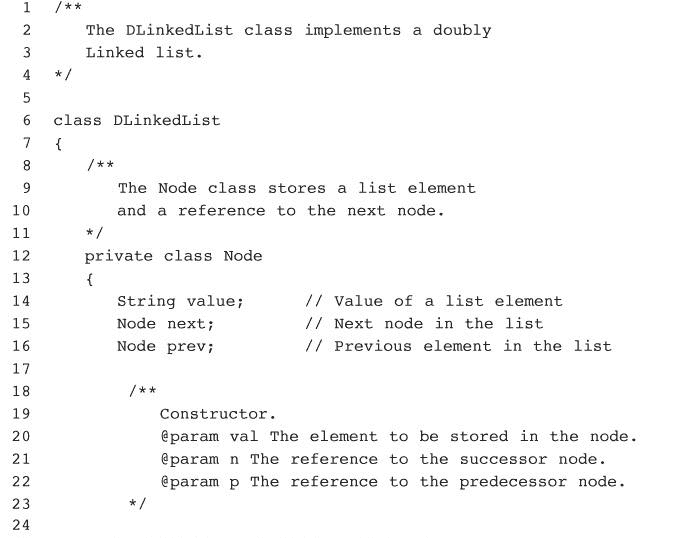 1 /**
2 The DLinkedList class implements a doubly
3 Linked list.
4 */
5
6 class DLinkedList
7 {
8 /**
9 The Node class stores a list element
10 and a reference to the next node.
11 */
12 private class Node
13 {
14 String value; // Value of a list element
15 Node next; // Next node in the list
16 Node prev; // Previous element in the list
17
18 /**
19 Constructor.
20 @param val The element to be stored in the node.
21 @param n The reference to the successor node.
22 @param p The reference to the predecessor node.
23 */
24